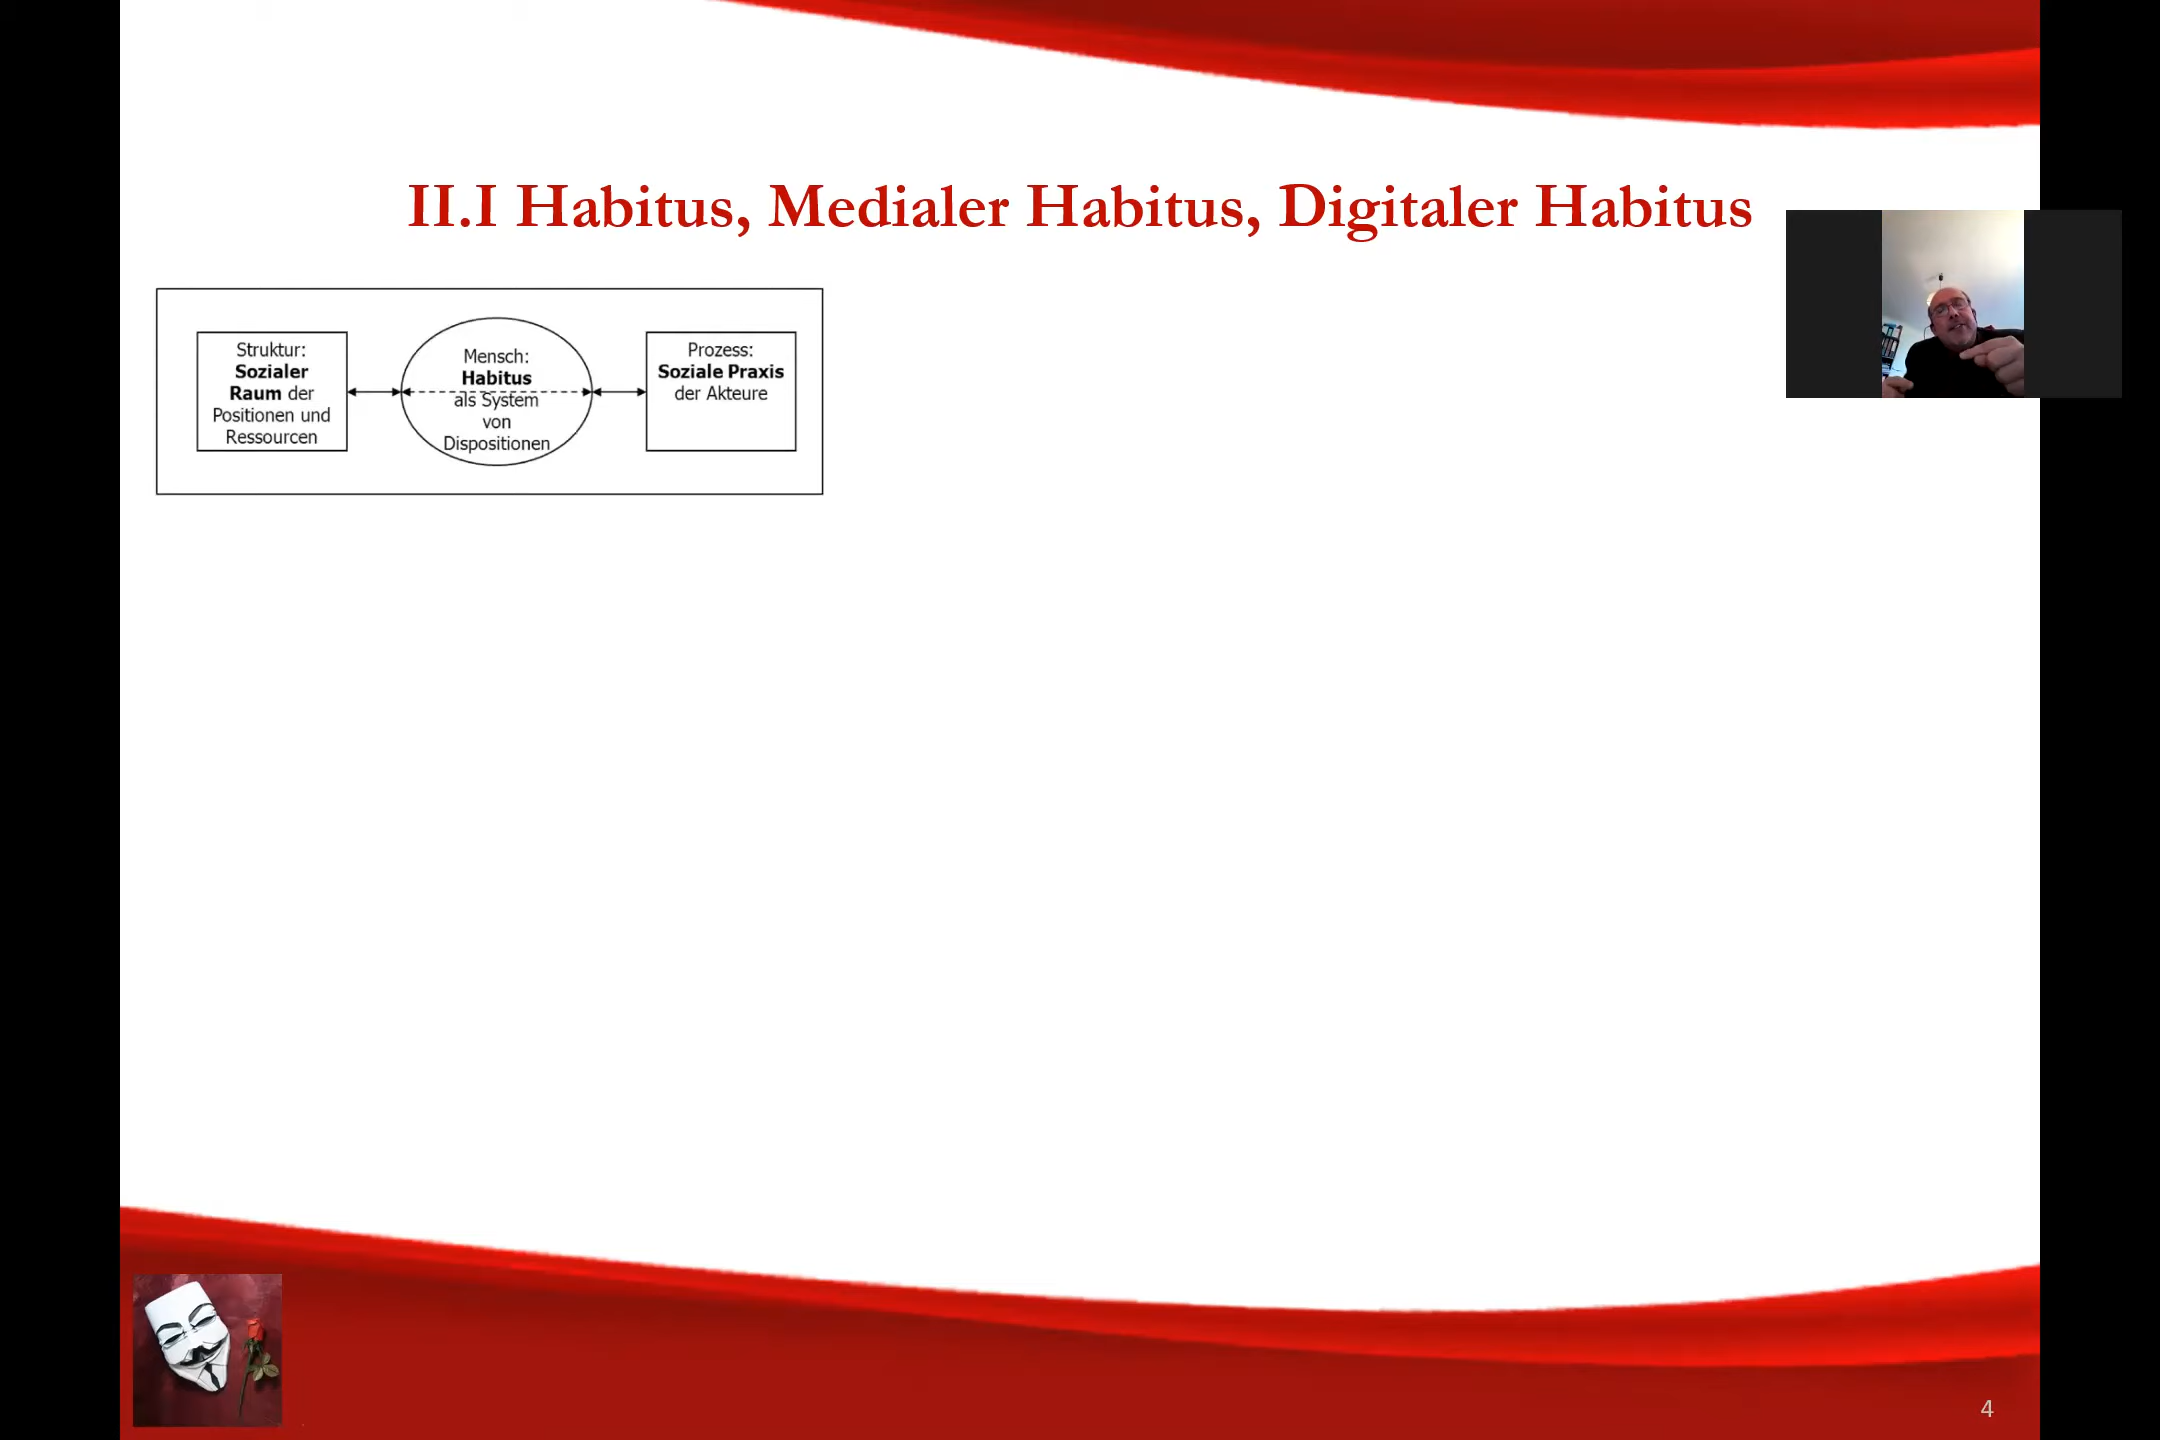 II.I Habitus, Medialer Habitus, Digitaler Habitus
Struktur:
Sozialer
Raum der
Positionen und
Ressourcen
Mensch:
Habitus
als System
von
Dispositionen
Prozess:
Soziale Praxis
der Akteure
4